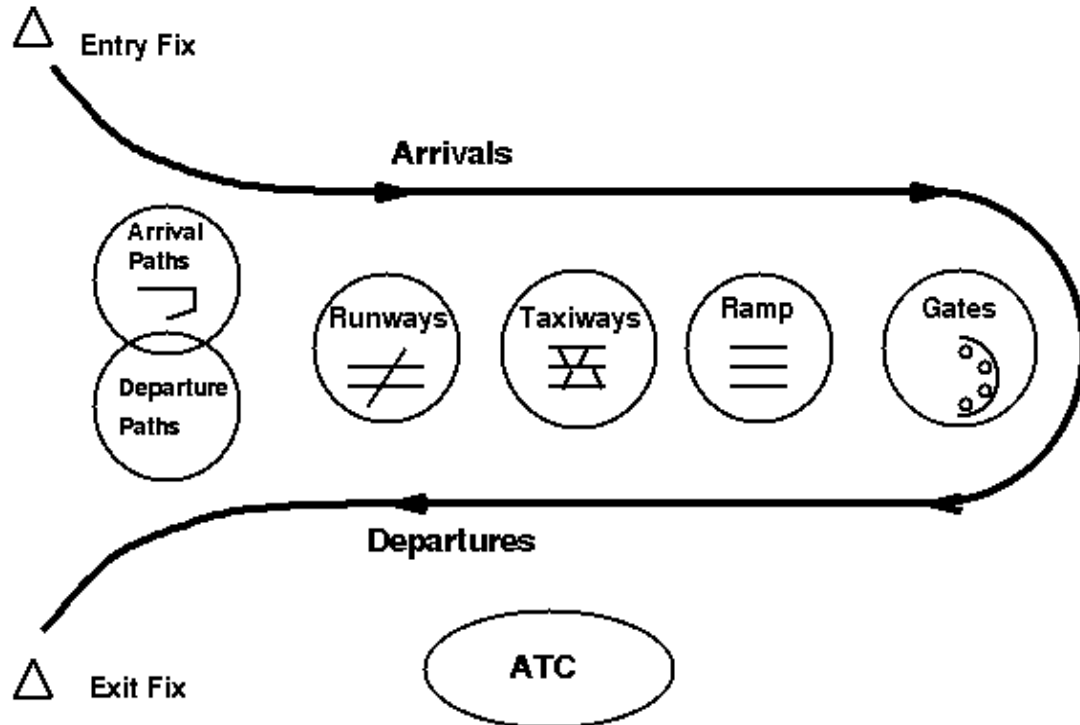 Entry Fix
Arrivals
Arrival
Paths
Departure
Paths
Runways
Taxiways
Ramp
Gates
Departures
ATC
Exit Fix